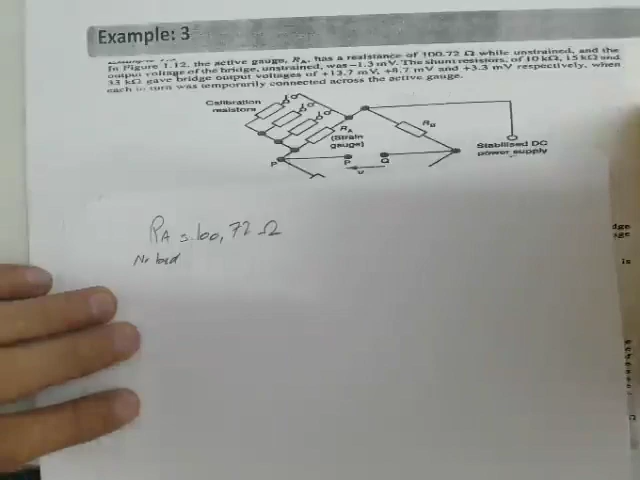 Example: 3
In Figure 1.12, the active gauge, RA, has a resistance of 100.72 Ω while unstrained, and the
output voltage of the bridge, unstrained, was −1.3 mV. The shunt resistors, of 10 kΩ, 15 kΩ and
33 kΩ gave bridge output voltages of +13.7 mV, +8.7 mV and +3.3 mV respectively, when
each in turn was temporarily connected across the active gauge.
Calibration
resistors
RA
(Strain
gauge)
RB
Stabilised DC
power supply
P
P
Q
υ
RA = 100,72 Ω
No load